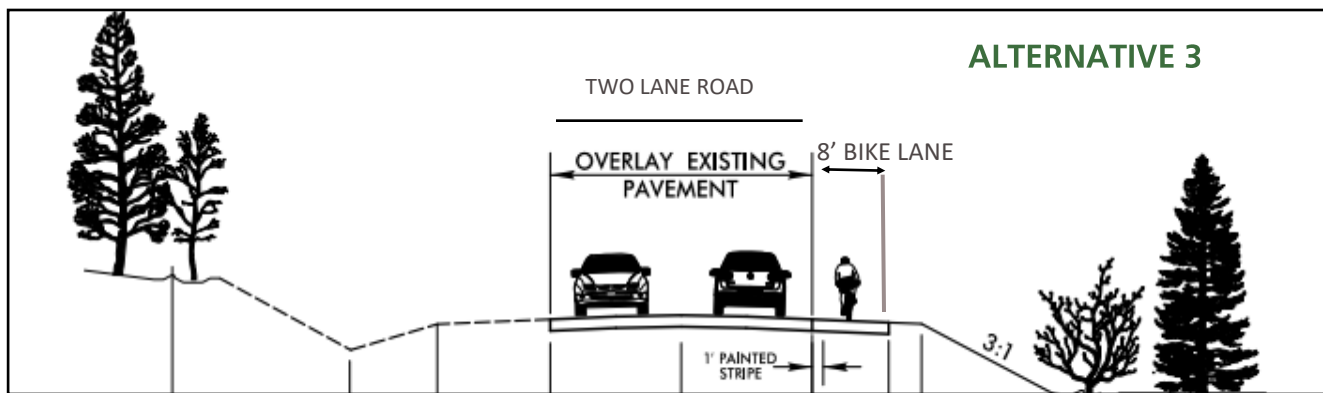 ALTERNATIVE 3
TWO LANE ROAD
8’ BIKE LANE
OVERLAY EXISTING
PAVEMENT
3:1
1' PAINTED
STRIPE